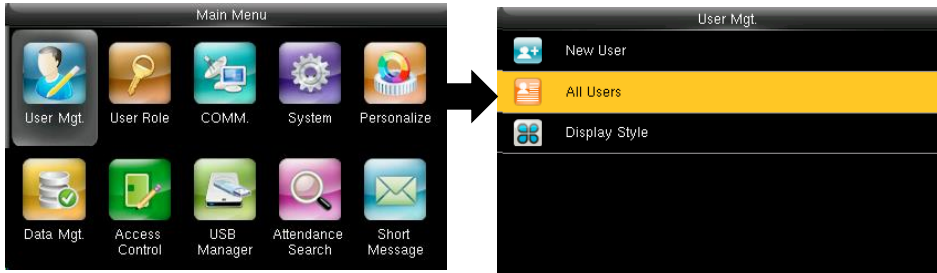 Main Menu
User Mgt.
User Role
COMM.
System
Personalize
Data Mgt.
Access
Control
USB
Manager
Attendance
Search
Short
Message
User Mgt.
New User
All Users
Display Style